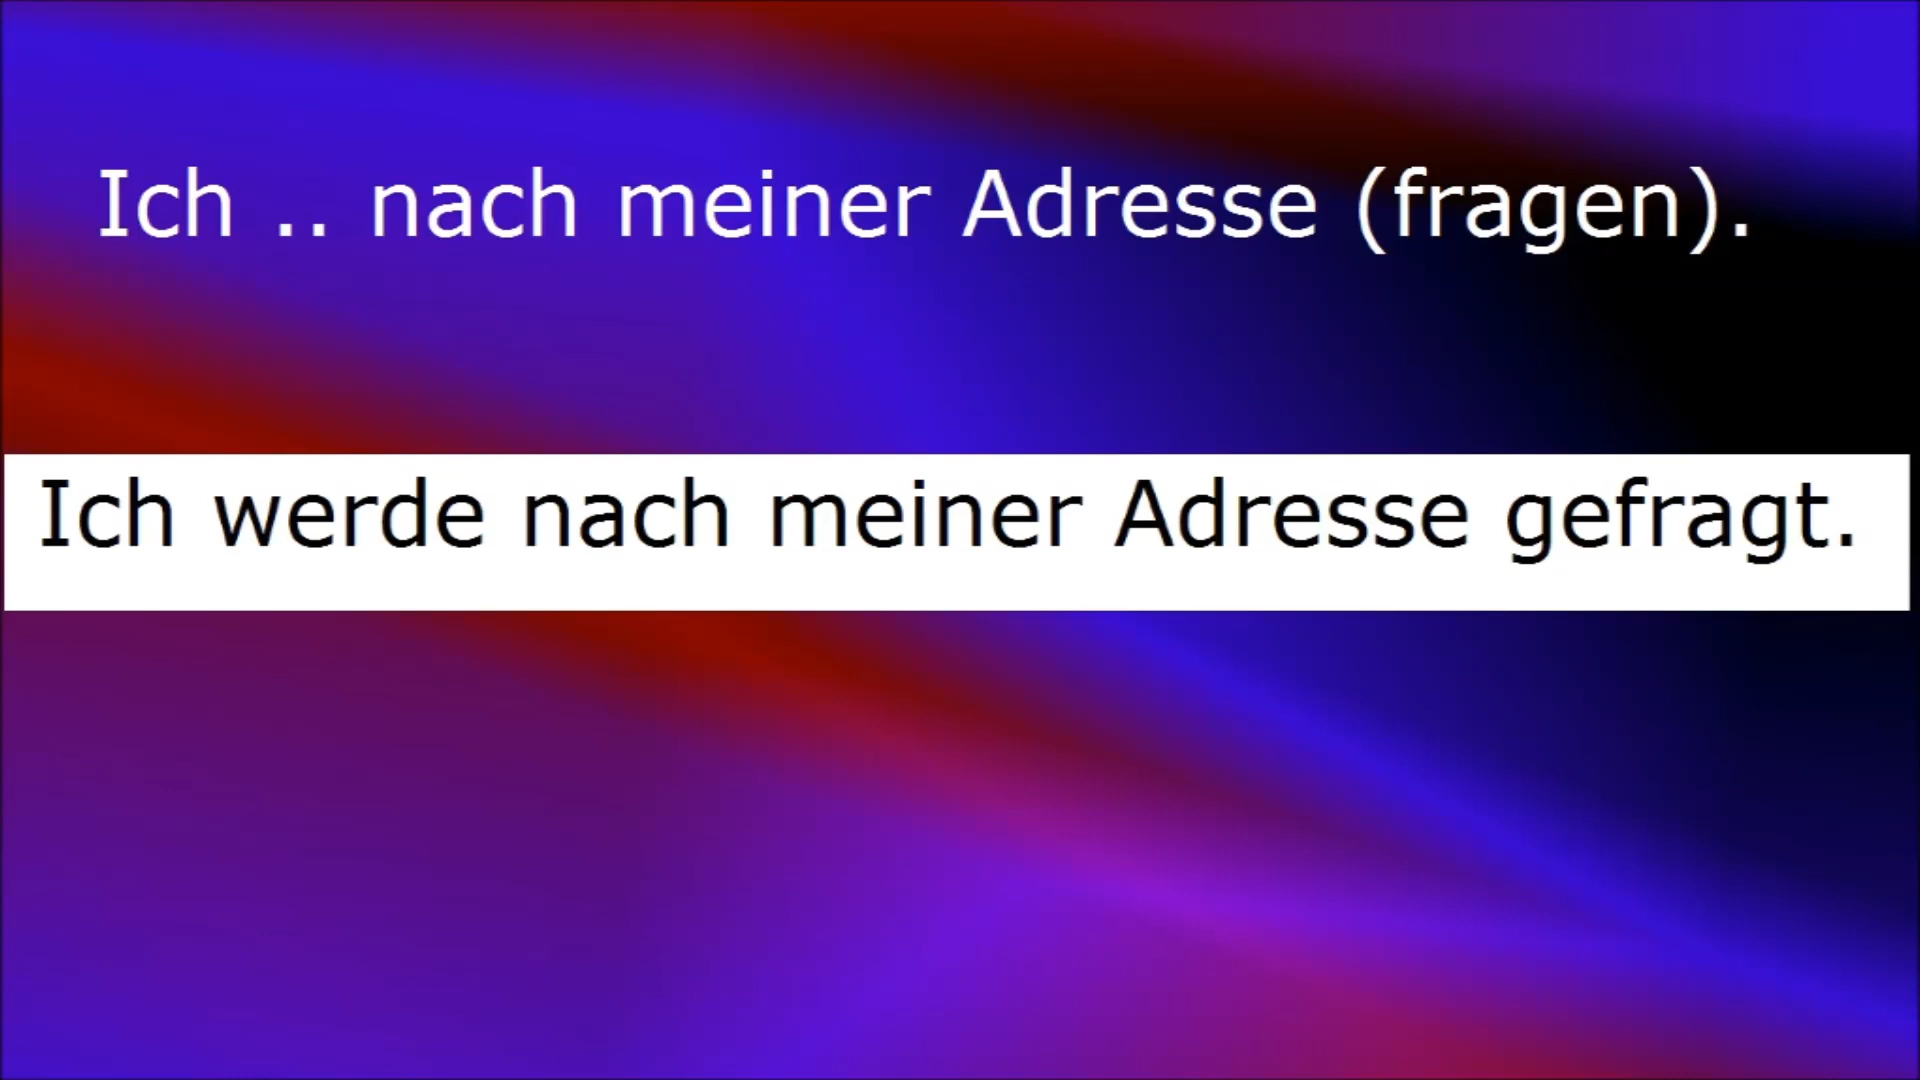 Ich .. nach meiner Adresse (fragen).
Ich werde nach meiner Adresse gefragt.